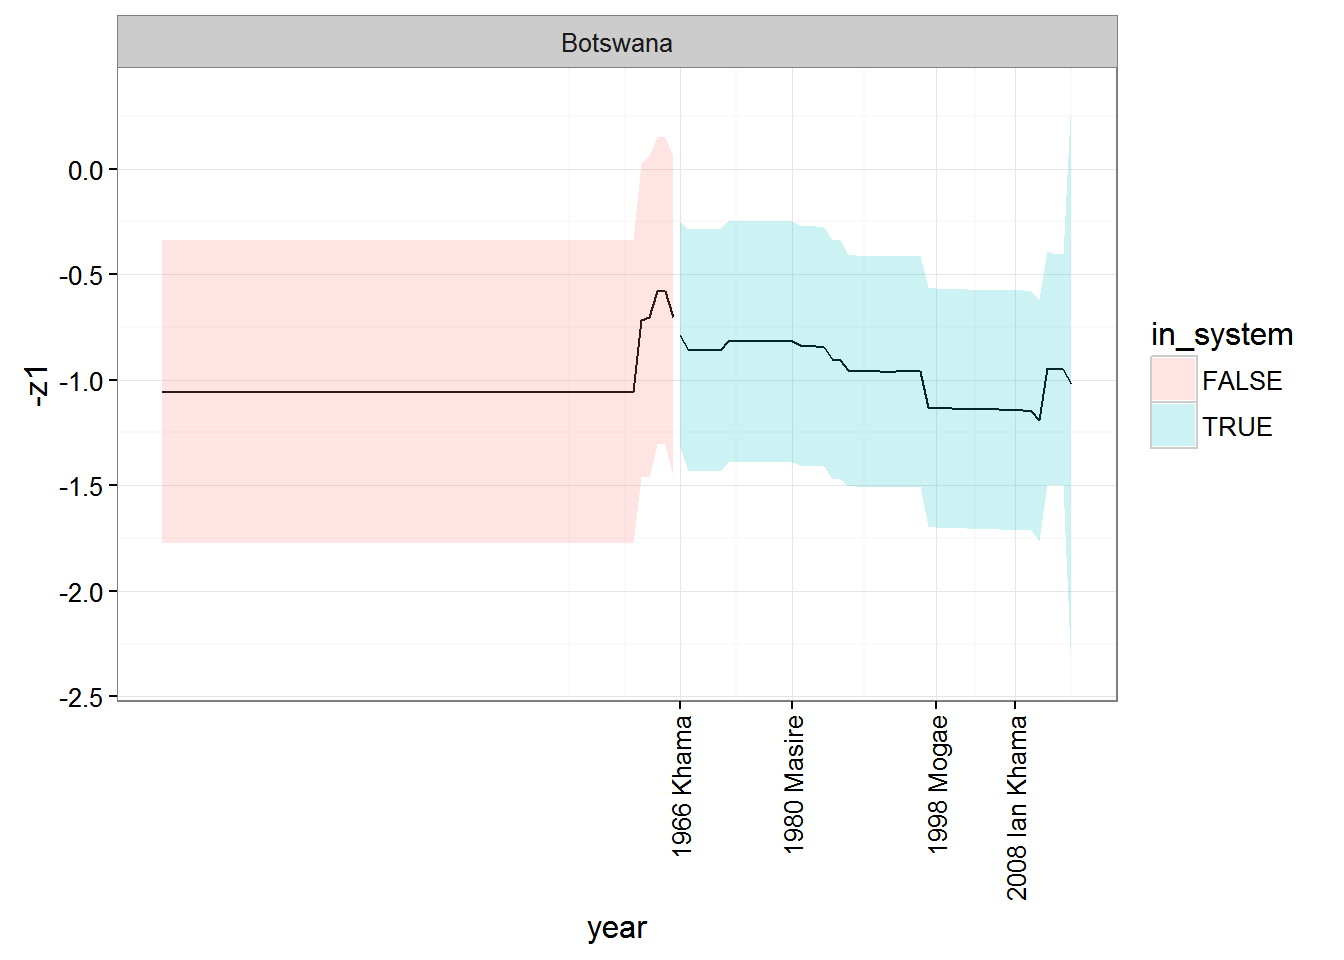 Botswana
0.0
-0.5
-1.0
-1.5
-2.0
-2.5
-z1
1966 Khama
1980 Masire
1998 Mogae
2008 Ian Khama
year
in_system
FALSE
TRUE